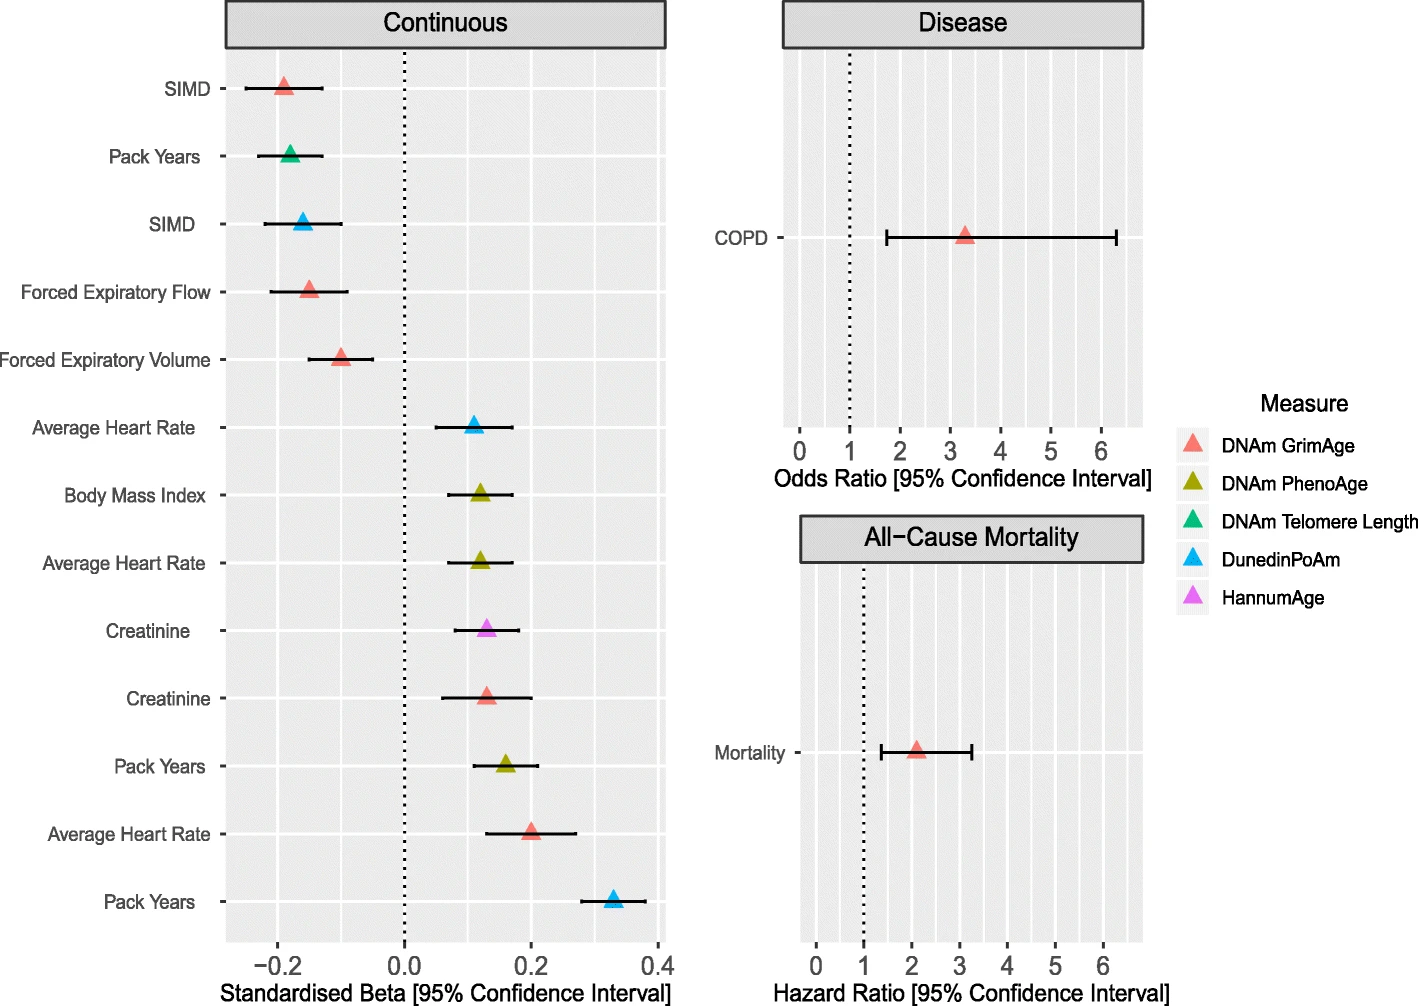 Continuous
SIMD
Pack Years
SIMD
Forced Expiratory Flow
Forced Expiratory Volume
Average Heart Rate
Body Mass Index
Average Heart Rate
Creatinine
Creatinine
Pack Years
Average Heart Rate
Pack Years
−0.2 0.0 0.2 0.4
Standardised Beta [95% Confidence Interval]
Disease
COPD
0 1 2 3 4 5 6
Odds Ratio [95% Confidence Interval]
All−Cause Mortality
Mortality
0 1 2 3 4 5 6
Hazard Ratio [95% Confidence Interval]
Measure
DNAm GrimAge
DNAm PhenoAge
DNAm Telomere Length
DunedinPoAm
HannumAge